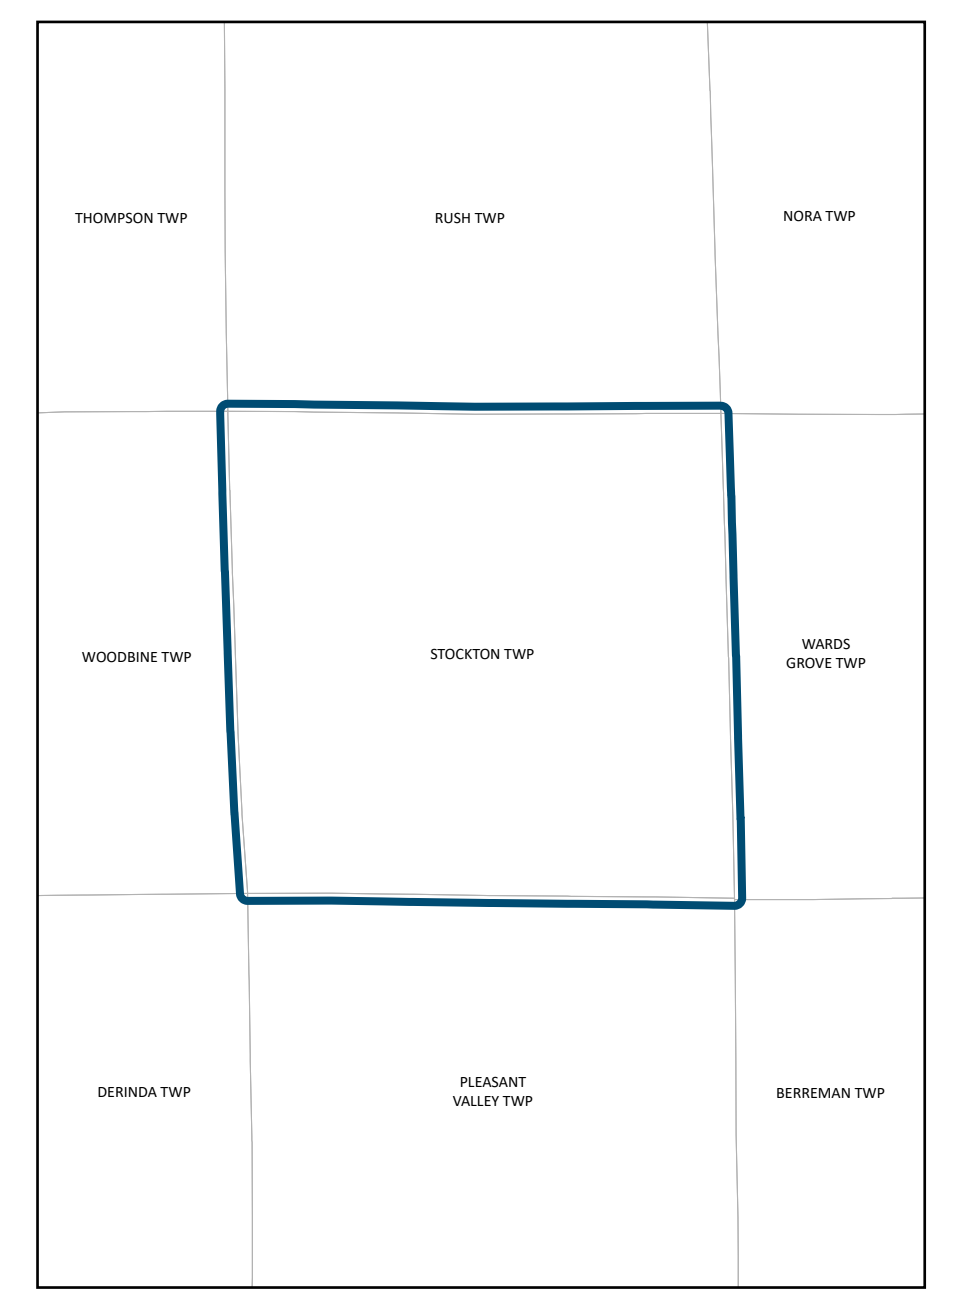 THOMPSON TWP
RUSH TWP
NORA TWP
WOODBINE TWP
STOCKTON TWP
WARDS
GROVE TWP
DERINDA TWP
PLEASANT
VALLEY TWP
BERREMAN TWP